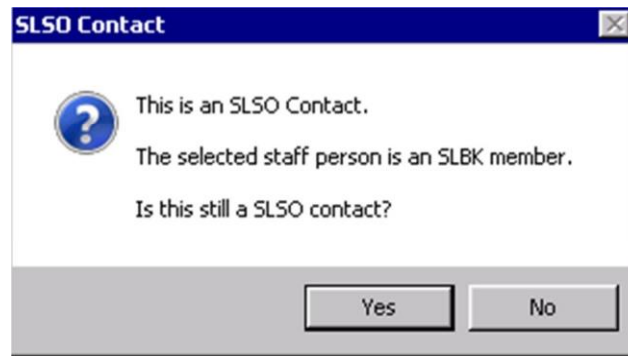 SLSO Contact
This is an SLSO Contact.
The selected staff person is an SLBK member.
Is this still a SLSO contact?
Yes No